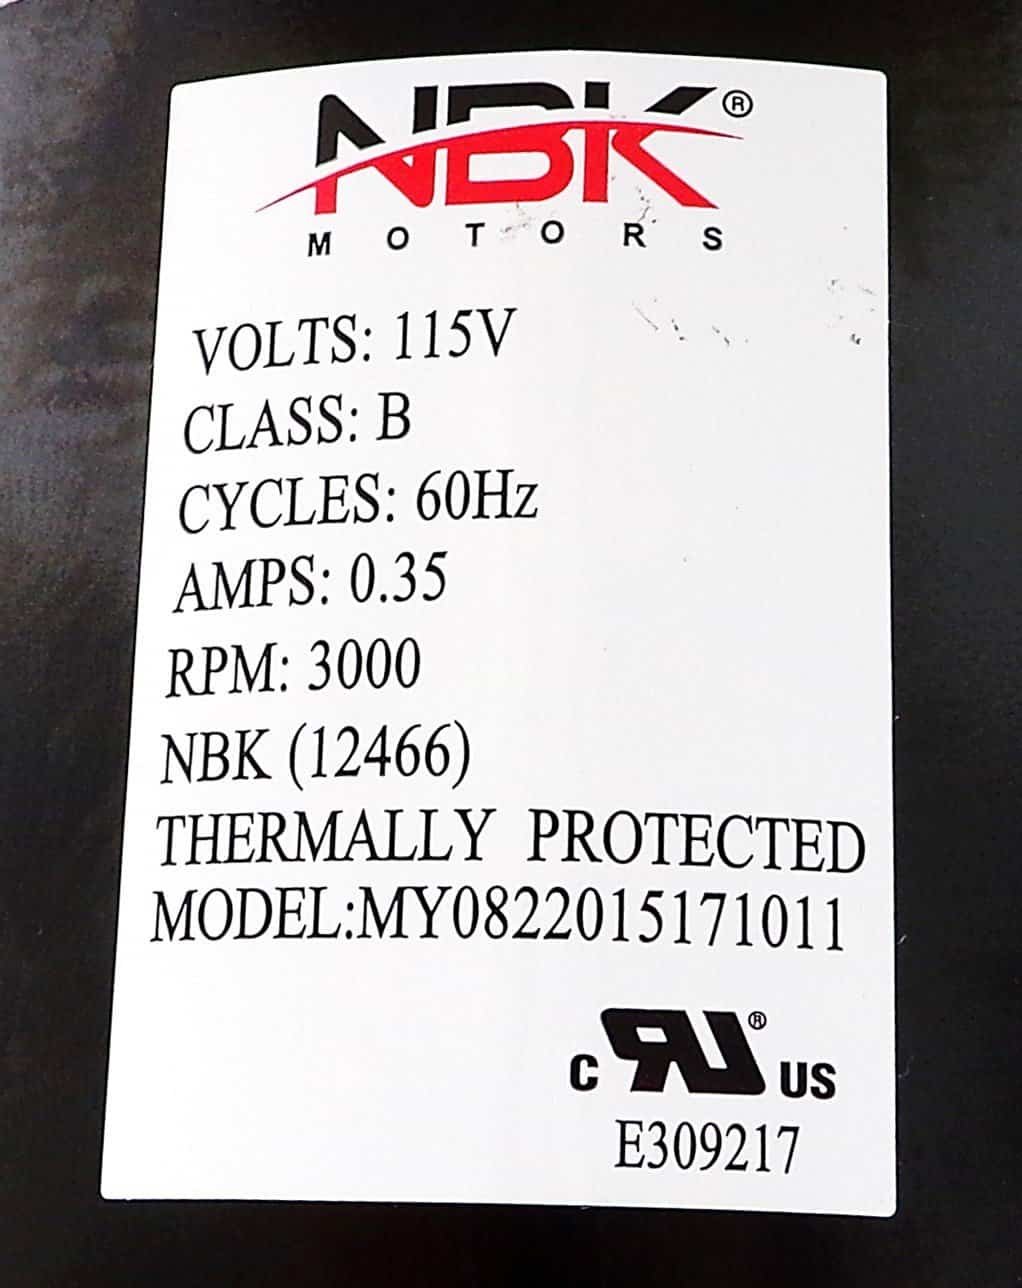 NBK®
MOTORS
VOLTS: 115V
CLASS: B
CYCLES: 60Hz
AMPS: 0.35
RPM: 3000
NBK (12466)
THERMALLY PROTECTED
MODEL:MY0822015171011
C RU® US
E309217